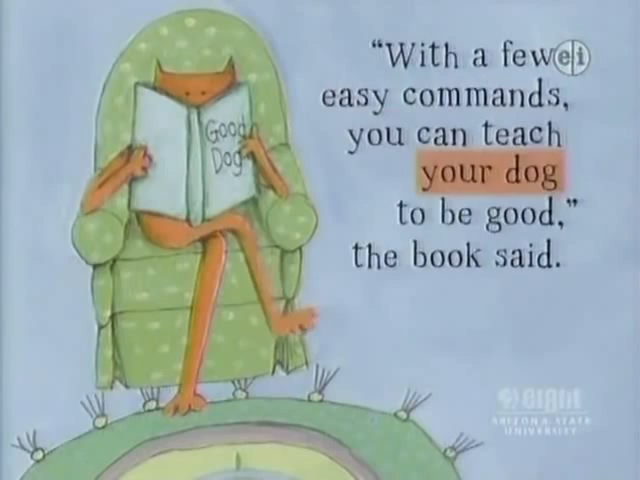 "With a few
e/i
easy commands,
you can teach
your dog
to be good,"
the book said.
Good
Dog
eight
ARIZONA STATE
UNIVERSITY